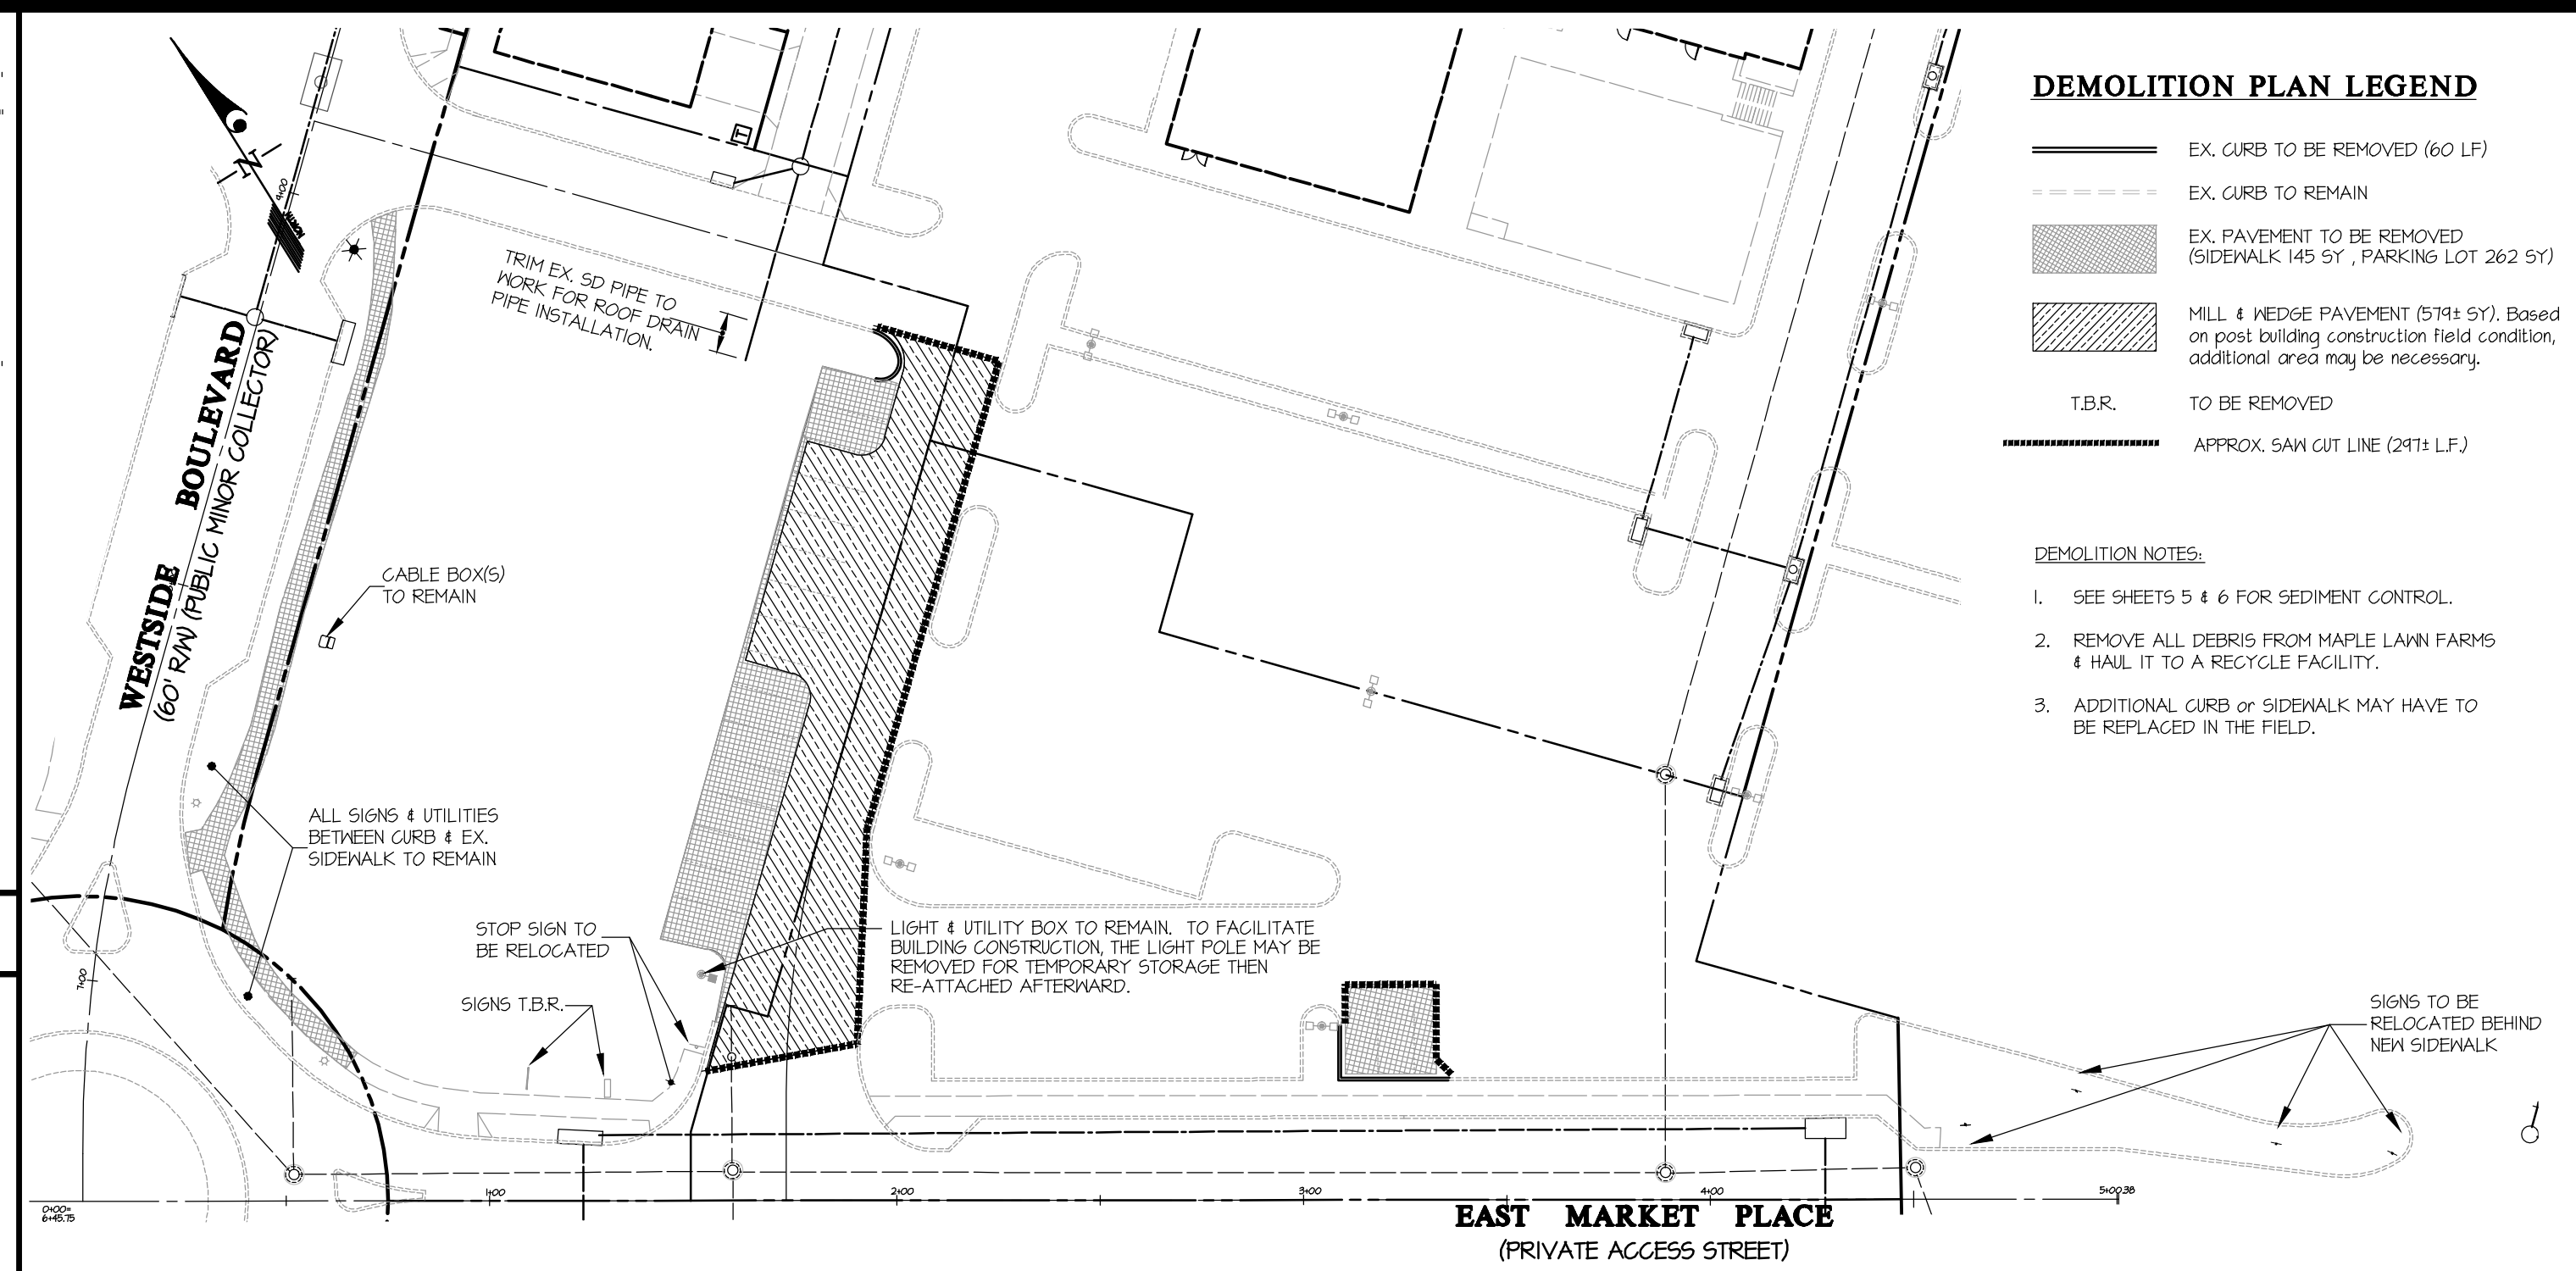 DEMOLITION PLAN LEGEND
EX. CURB TO BE REMOVED (60 LF)
EX. CURB TO REMAIN
EX. PAVEMENT TO BE REMOVED
(SIDEWALK 145 SY , PARKING LOT 262 SY)
MILL & WEDGE PAVEMENT (579± SY). Based
on post building construction field condition,
additional area may be necessary.
T.B.R.
TO BE REMOVED
APPROX. SAW CUT LINE (297± L.F.)
DEMOLITION NOTES:
1. SEE SHEETS 5 & 6 FOR SEDIMENT CONTROL.
2. REMOVE ALL DEBRIS FROM MAPLE LAWN FARMS
& HAUL IT TO A RECYCLE FACILITY.
3. ADDITIONAL CURB or SIDEWALK MAY HAVE TO
BE REPLACED IN THE FIELD.
N
9+00
T
TRIM EX. SD PIPE TO
WORK FOR ROOF DRAIN
PIPE INSTALLATION.
WESTSIDE BOULEVARD
(60' R/W) (PUBLIC MINOR COLLECTOR)
CABLE BOX(S)
TO REMAIN
ALL SIGNS & UTILITIES
BETWEEN CURB & EX.
SIDEWALK TO REMAIN
STOP SIGN TO
BE RELOCATED
SIGNS T.B.R.
LIGHT & UTILITY BOX TO REMAIN. TO FACILITATE
BUILDING CONSTRUCTION, THE LIGHT POLE MAY BE
REMOVED FOR TEMPORARY STORAGE THEN
RE-ATTACHED AFTERWARD.
SIGNS TO BE
RELOCATED BEHIND
NEW SIDEWALK
7+00
0+00=
6+45.75
1+00
2+00
3+00
4+00
5+00.38
EAST MARKET PLACE
(PRIVATE ACCESS STREET)